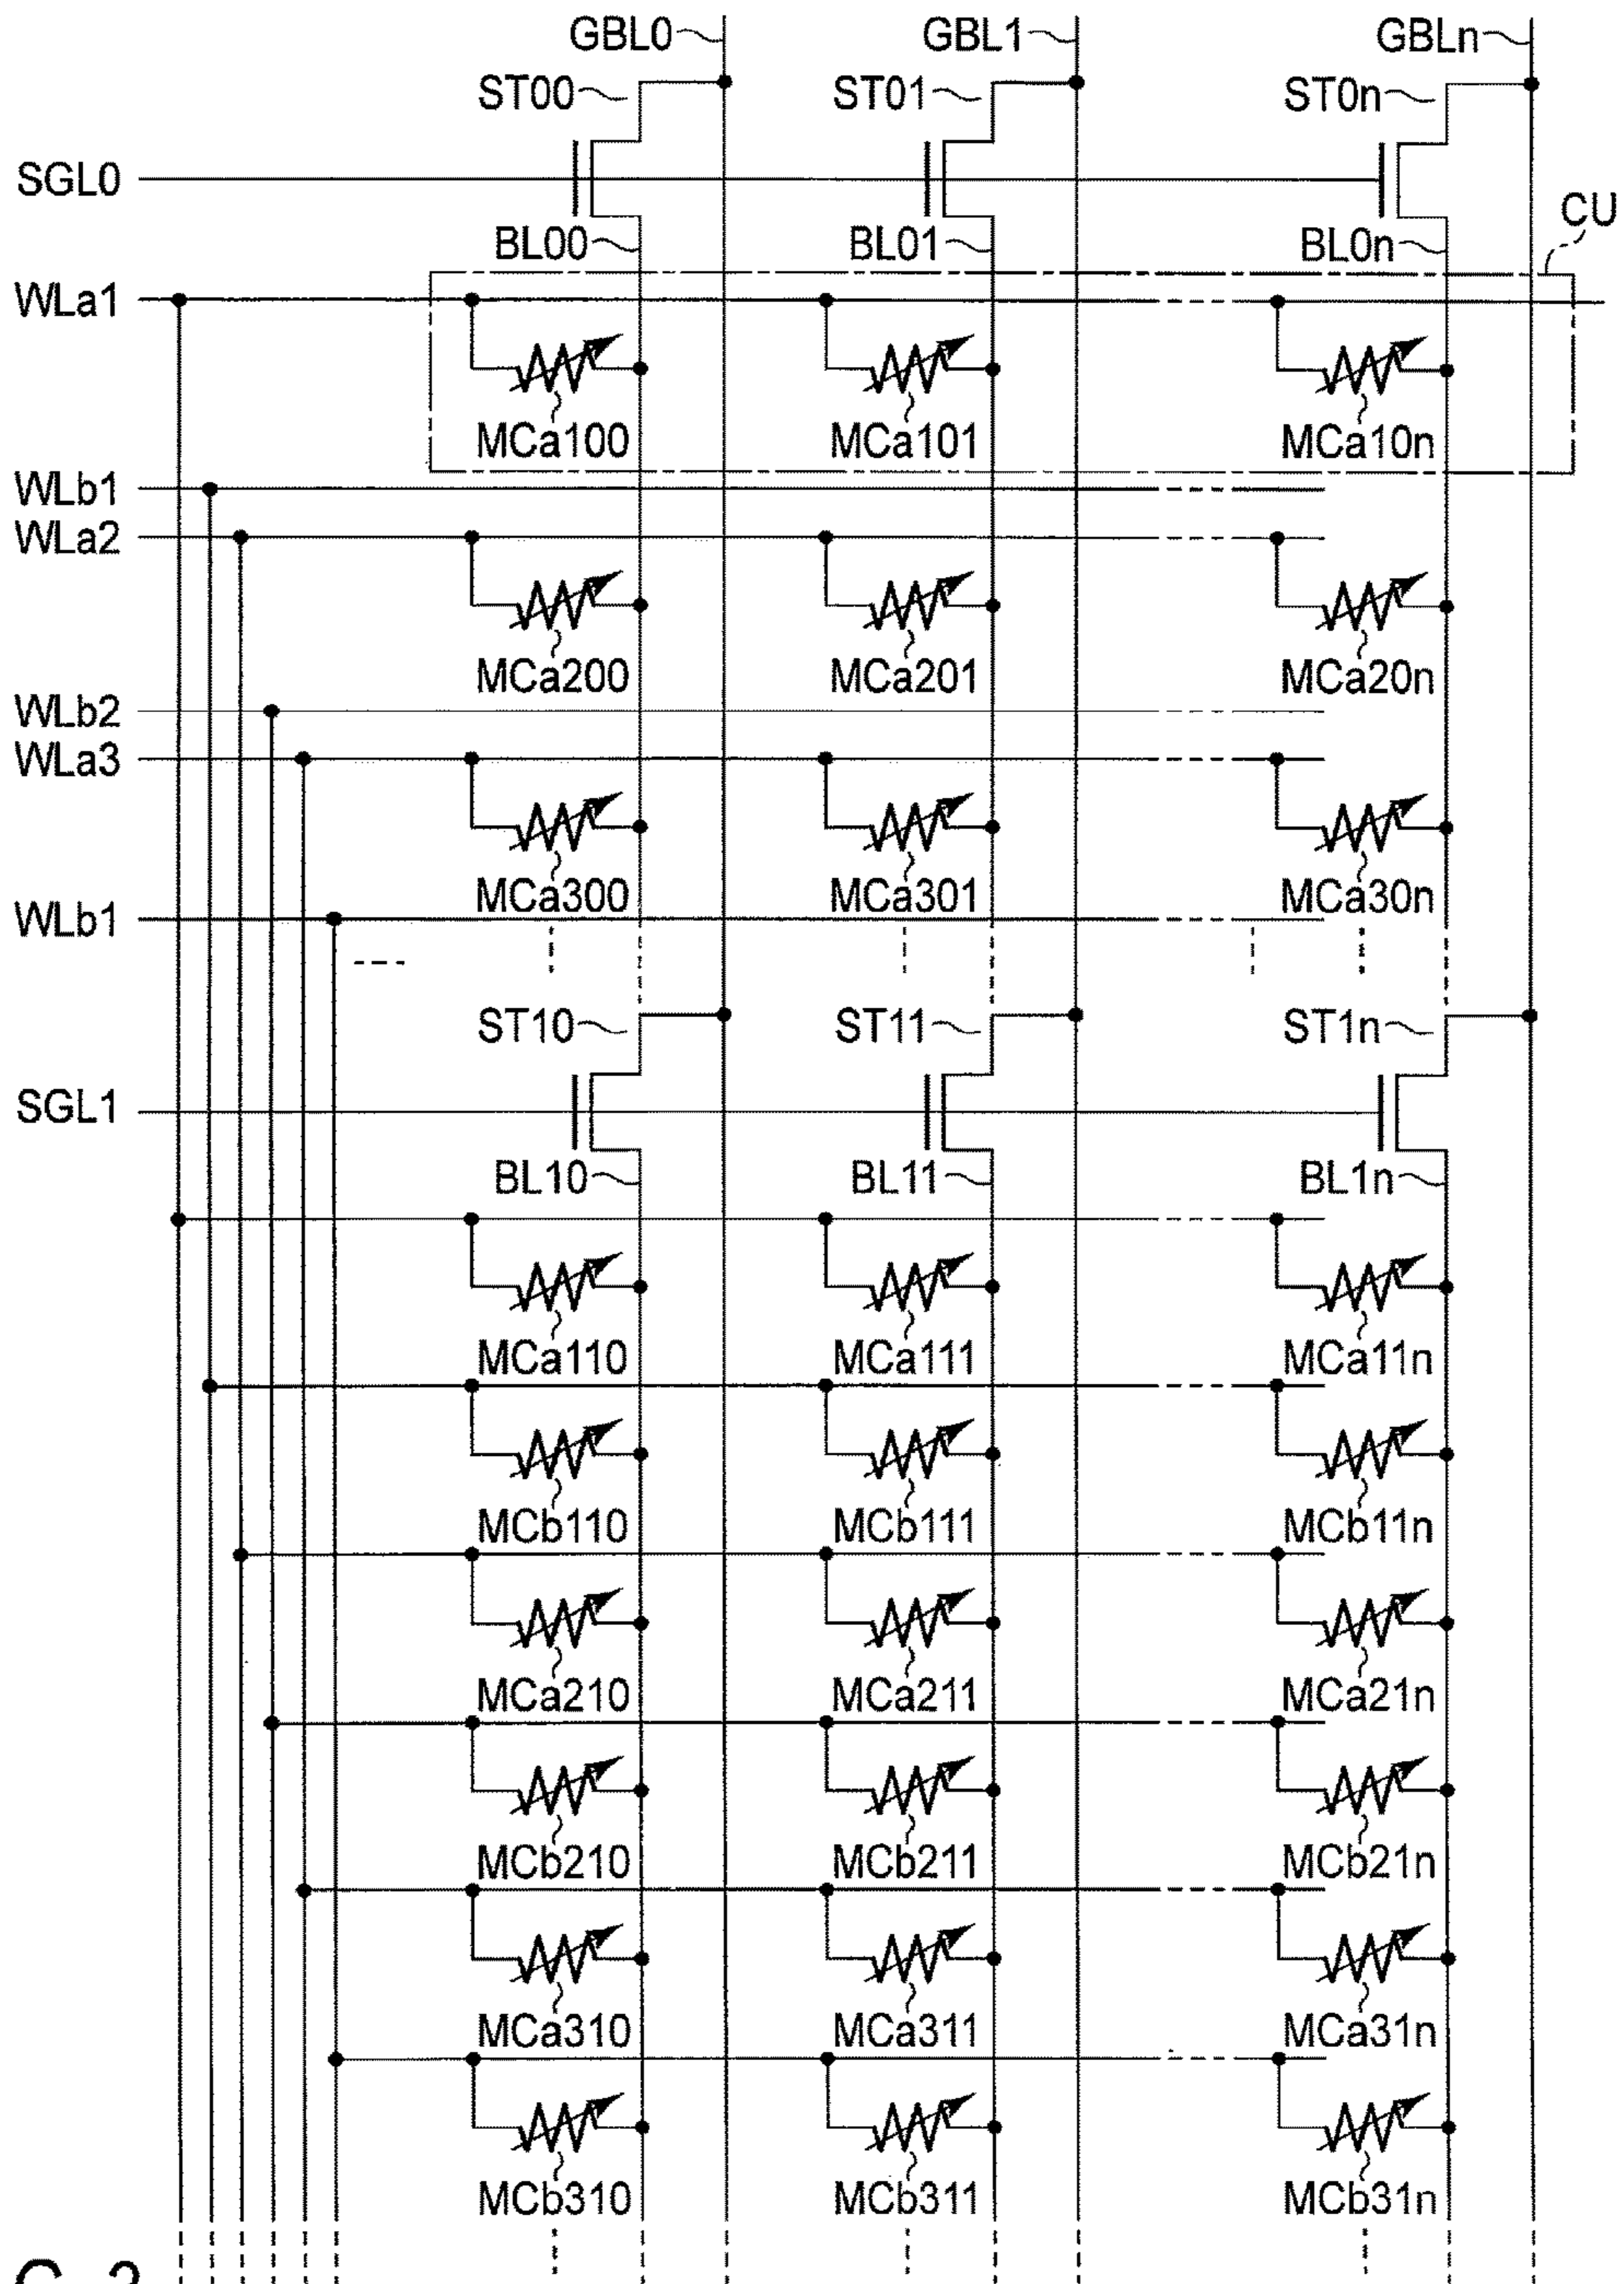 GBL0 GBL1 GBLn
ST00 ST01 ST0n
SGL0
CU
BL00 BL01 BL0n
WLa1
MCa100 MCa101 MCa10n
WLb1
WLa2
MCa200 MCa201 MCa20n
WLb2
WLa3
MCa300 MCa301 MCa30n
WLb1
ST10 ST11 ST1n
SGL1
BL10 BL11 BL1n
MCa110 MCa111 MCa11n
MCb110 MCb111 MCb11n
MCa210 MCa211 MCa21n
MCb210 MCb211 MCb21n
MCa310 MCa311 MCa31n
MCb310 MCb311 MCb31n